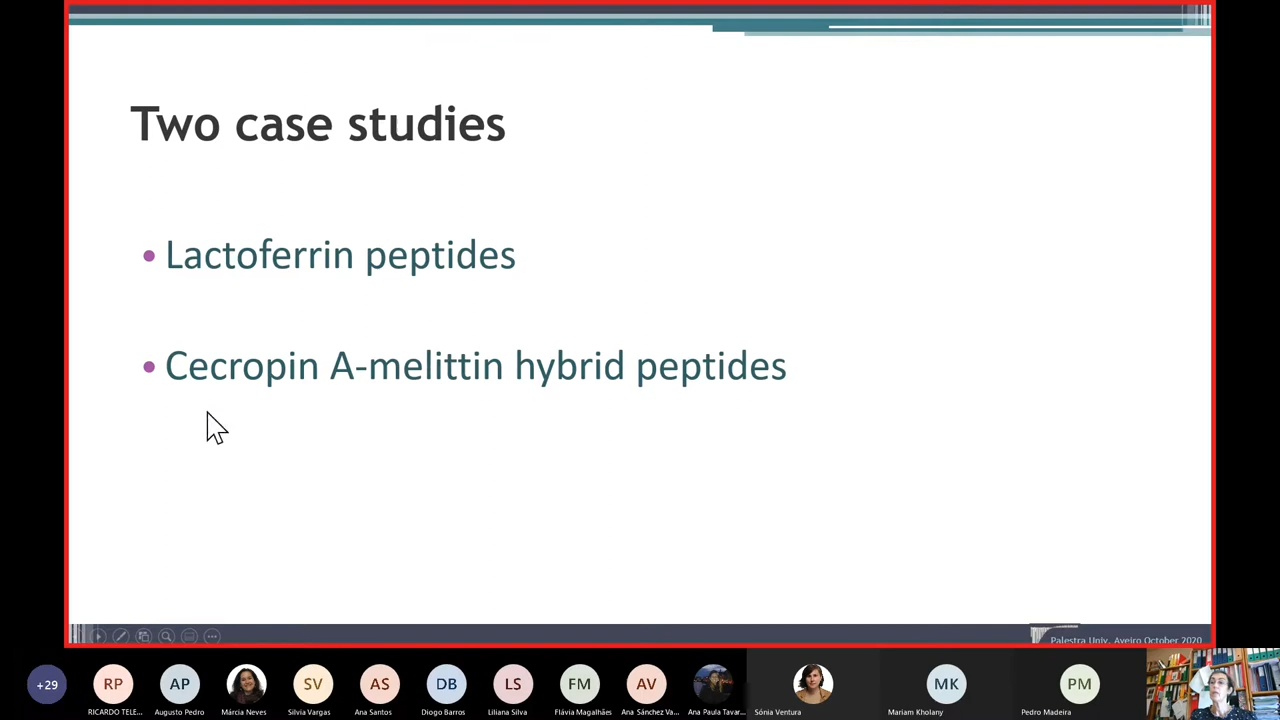 Two case studies
• Lactoferrin peptides
• Cecropin A-melittin hybrid peptides
Palestra Univ. Aveiro October 2020
+29
RP
AP
SV
AS
DB
LS
FM
AV
MK
PM
RICARDO TELE...
Augusto Pedro
Márcia Neves
Silvia Vargas
Ana Santos
Diogo Barros
Liliana Silva
Flávia Magalhães
Ana Sánchez Va...
Ana Paula Tavar...
Sónia Ventura
Mariam Kholany
Pedro Madeira